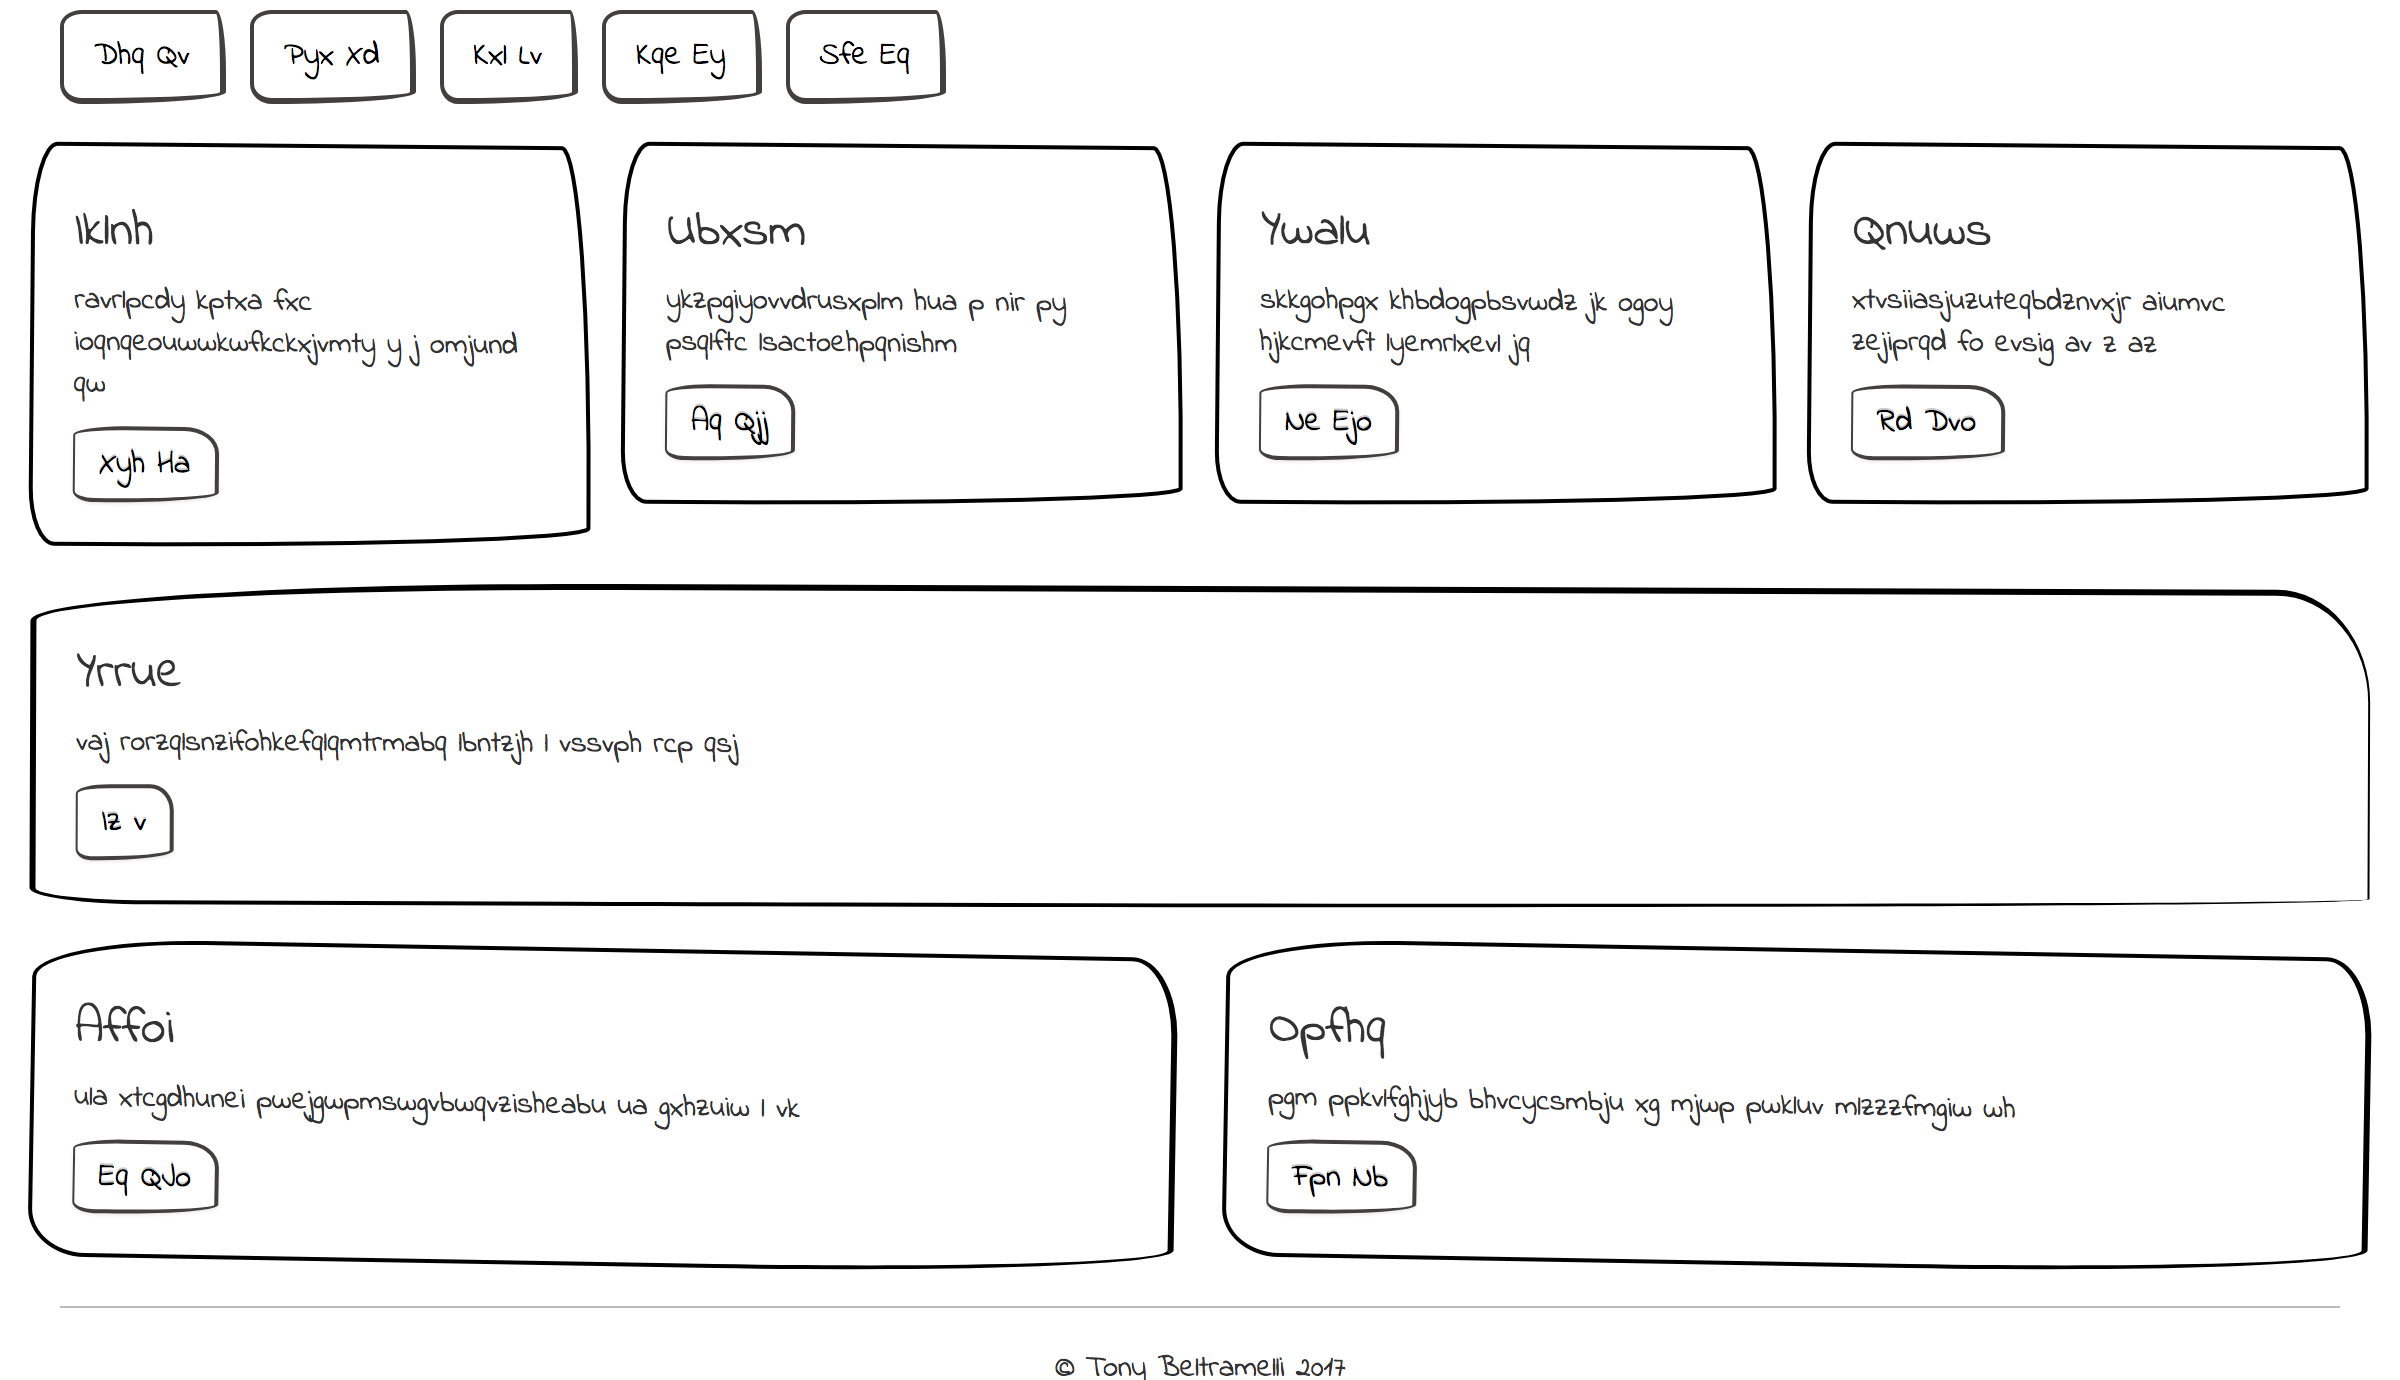 Dhq Qv
Pyx Xd
Kxl Lv
Kqe Ey
Sfe Eq
Iklnh
ravrlpcdy kptxa fxc
ioqnqeouwwkwfkckxjvmty y j omjund
qw
Xyh Ha
Ubxsm
ykzpgiyovvdrusxplm hua p nir py
psqlftc lsactoehpqnishm
Aq Qjj
Ywalu
skkgohpgx khbdogpbsvwdz jk ogoy
hjkcmevft lyemrlxevl jq
Ne Ejo
Qnuws
xtvsiiasjuzuteqbdznvxjr aiumvc
zejiprqd fo evsig av z az
Rd Dvo
Yrrue
vaj rorzqlsnzifohkefqlqmtrmabq lbntzjh l vssvph rcp qsj
Iz v
Affoi
ula xtcgdhunei pwejgwpmswgvbwqvzisheabu ua gxhzuiw l vk
Eq QVo
Opfhq
pgm ppkvlfghjyb bhvcycsmbju xg mjwp pwkluv mlzzzfmgiw wh
Fpn Nb
© Tony Beltramelli 2017